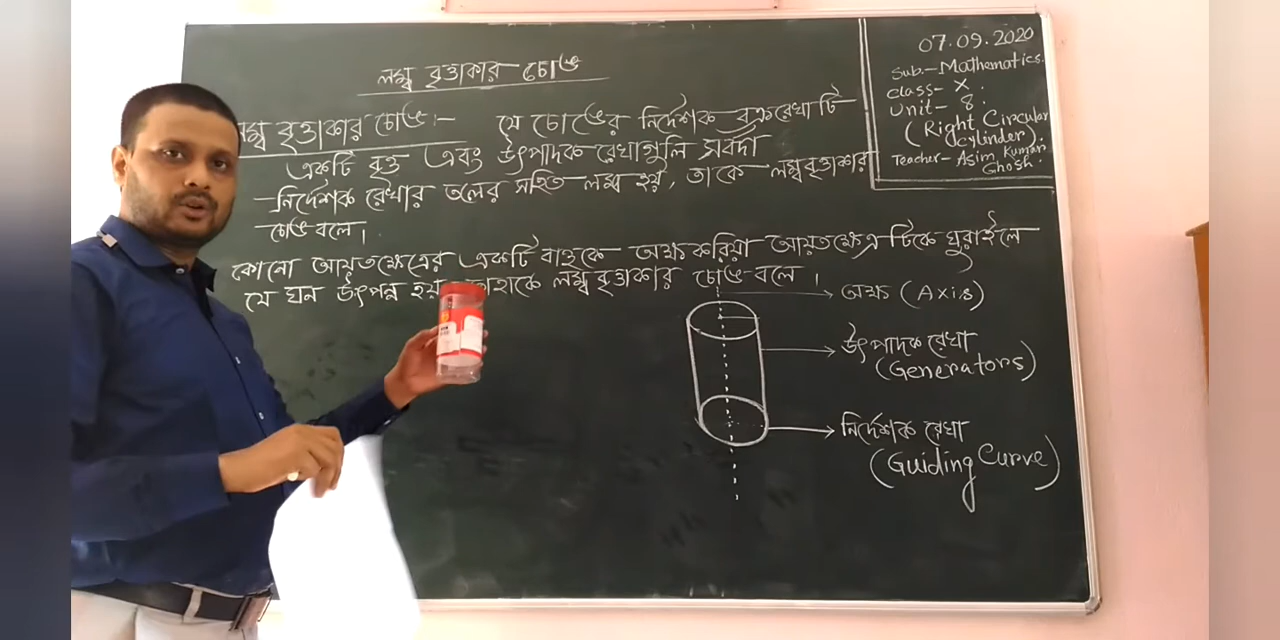 লম্ব বৃত্তাকার চোঙ
07.09.2020
Sub.- Mathematics.
Class- X.
Unit- 8.
(Right Circular
Cylinder).
Teacher- Asim Kumar
Ghosh.
লম্ব বৃত্তাকার চোঙ :- যে চোঙের নির্দেশক বক্ররেখাটি
একটি বৃত্ত এবং উৎপাদক রেখাগুলি সর্বদা
নির্দেশক রেখার তলের সহিত লম্ব হয়, তাকে লম্ববৃত্তাকার
চোঙ বলে।
কোনো আয়তক্ষেত্রের একটি বাহুকে অক্ষ করিয়া আয়তক্ষেত্রটিকে ঘুরাইলে
যে ঘন উৎপন্ন হয় তাহাকে লম্ববৃত্তাকার চোঙ বলে।
অক্ষ (Axis)
উৎপাদক রেখা
(Generators)
নির্দেশক রেখা
(Guiding Curve)